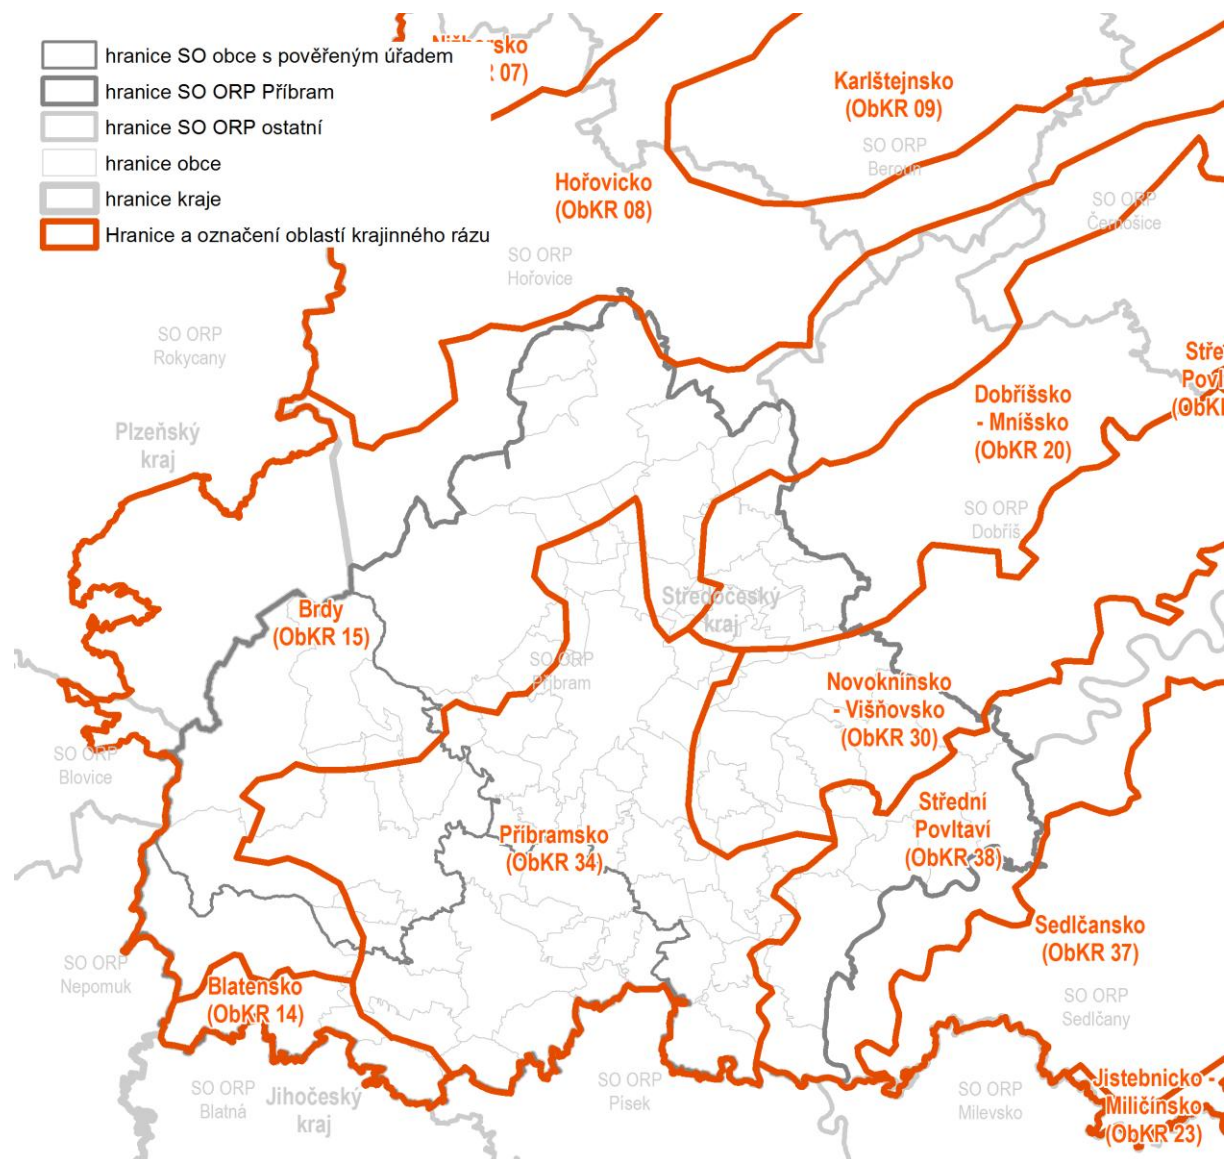 hranice SO obce s pověřeným úřadem
hranice SO ORP Příbram
hranice SO ORP ostatní
hranice obce
hranice kraje
Hranice a označení oblastí krajinného rázu
07)
Karlštejnsko
(ObKR 09)
SO ORP
Beroun
Hořovicko
(ObKR 08)
SO ORP
Černošice
SO ORP
Hořovice
SO ORP
Rokycany
Dobříšsko
- Mníšsko
(ObKR 20)
Plzeňský
kraj
SO ORP
Dobříš
Středočeský
kraj
Brdy
(ObKR 15)
SO ORP
Příbram
Novoknínsko
- Višňovsko
(ObKR 30)
SO ORP
Blovice
Střední
Povltaví
(ObKR 38)
Příbramsko
(ObKR 34)
Sedlčansko
(ObKR 37)
SO ORP
Nepomuk
Blatensko
(ObKR 14)
SO ORP
Sedlčany
SO ORP
Blatná
Jihočeský
kraj
SO ORP
Písek
SO ORP
Milevsko
Jistebnicko -
Miličínsko
(ObKR 23)